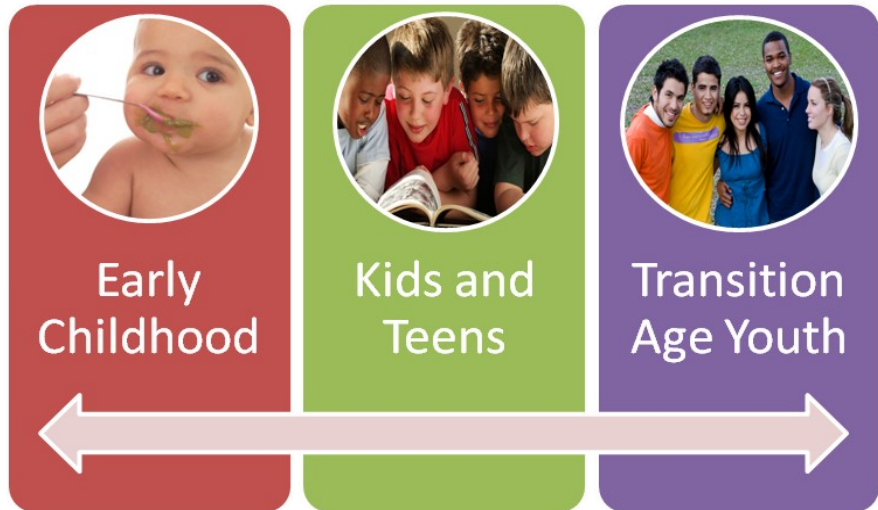 Early
Childhood
Kids and
Teens
Transition
Age Youth